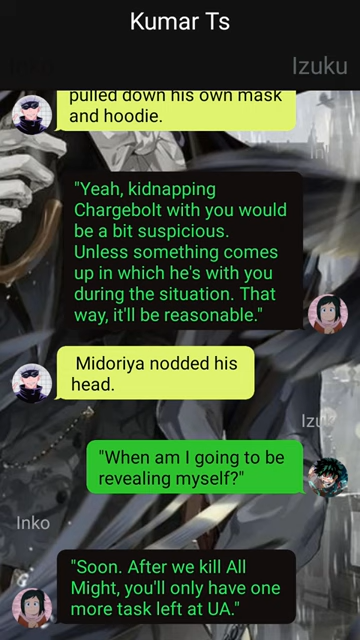 Kumar Ts
Inko
Izuku
pulled down his own mask
and hoodie.
"Yeah, kidnapping
Chargebolt with you would
be a bit suspicious.
Unless something comes
up in which he's with you
during the situation. That
way, it'll be reasonable."
Midoriya nodded his
head.
"When am I going to be
revealing myself?"
Inko
"Soon. After we kill All
Might, you'll only have one
more task left at UA."